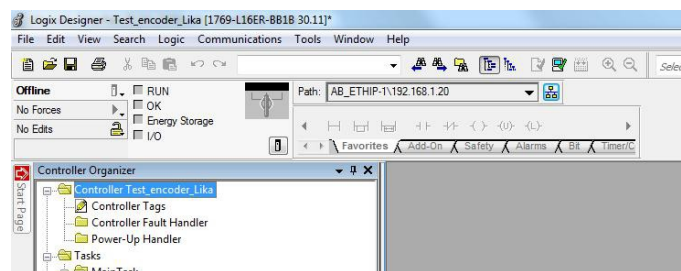 Logix Designer - Test_encoder_Lika [1769-L16ER-BB1B 30.11]*
File Edit View Search Logic Communications Tools Window Help
Selec
Offline RUN Path: AB_ETHIP-1\192.168.1.20
No Forces OK
Energy Storage
No Edits I/O
Favorites Add-On Safety Alarms Bit Timer/C
Controller Organizer
Start Page
Controller Test_encoder_Lika
Controller Tags
Controller Fault Handler
Power-Up Handler
Tasks
MainTask